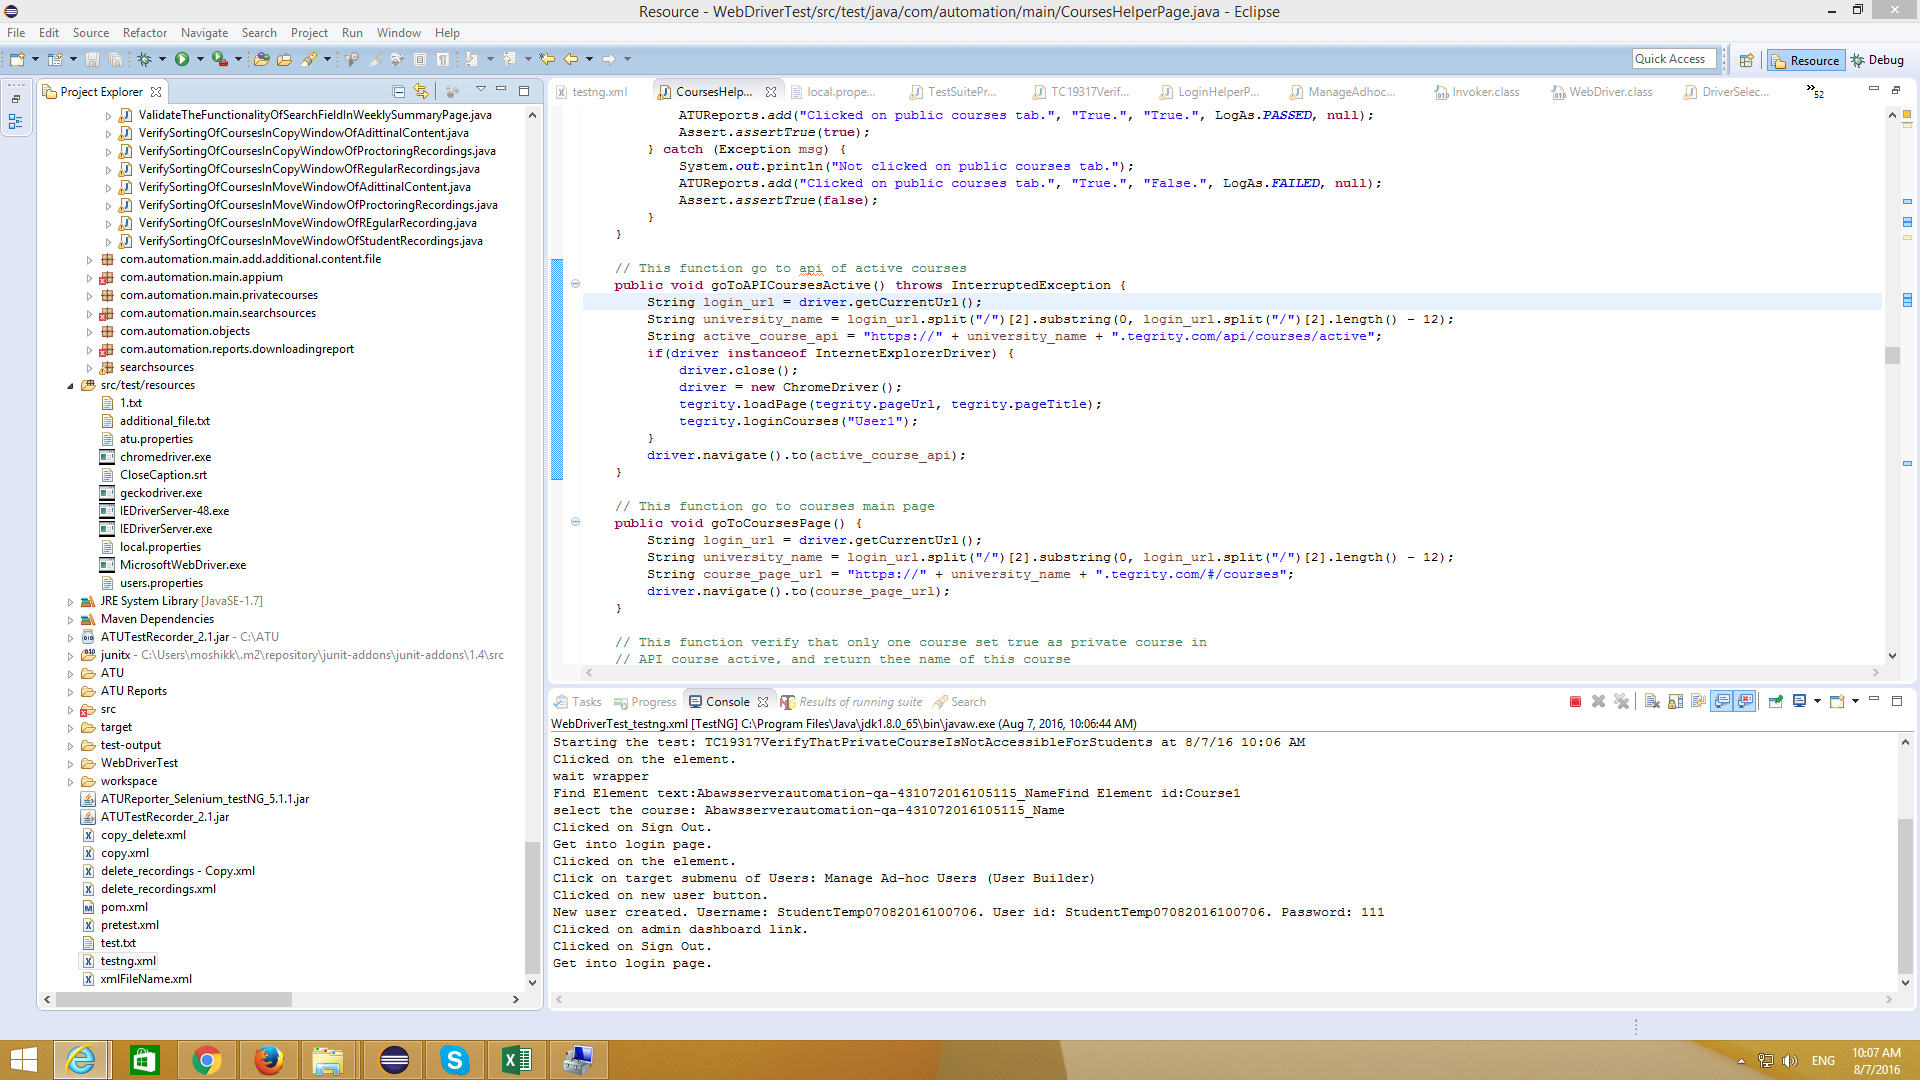 Resource - WebDriverTest/src/test/java/com/automation/main/CoursesHelperPage.java - Eclipse
File Edit Source Refactor Navigate Search Project Run Window Help
Quick Access
Resource
Debug
Project Explorer
ValidateTheFunctionalityOfSearchFieldInWeeklySummaryPage.java
VerifySortingOfCoursesInCopyWindowOfAdittinalContent.java
VerifySortingOfCoursesInCopyWindowOfProctoringRecordings.java
VerifySortingOfCoursesInCopyWindowOfRegularRecordings.java
VerifySortingOfCoursesInMoveWindowOfAdittinalContent.java
VerifySortingOfCoursesInMoveWindowOfProctoringRecordings.java
VerifySortingOfCoursesInMoveWindowOfREgularRecording.java
VerifySortingOfCoursesInMoveWindowOfStudentRecordings.java
com.automation.main.add.additional.content.file
com.automation.main.appium
com.automation.main.privatecourses
com.automation.main.searchsources
com.automation.objects
com.automation.reports.downloadingreport
searchsources
src/test/resources
1.txt
additional_file.txt
atu.properties
chromedriver.exe
CloseCaption.srt
geckodriver.exe
IEDriverServer-48.exe
IEDriverServer.exe
local.properties
MicrosoftWebDriver.exe
users.properties
JRE System Library [JavaSE-1.7]
Maven Dependencies
ATUTestRecorder_2.1.jar - C:\ATU
junitx - C:\Users\moshikk\.m2\repository\junit-addons\junit-addons\1.4\src
ATU
ATU Reports
src
target
test-output
WebDriverTest
workspace
ATUReporter_Selenium_testNG_5.1.1.jar
ATUTestRecorder_2.1.jar
copy_delete.xml
copy.xml
delete_recordings - Copy.xml
delete_recordings.xml
pom.xml
pretest.xml
test.txt
testng.xml
xmlFileName.xml
testng.xml CoursesHelp... local.prope... TestSuitePr... TC19317Verif... LoginHelperP... ManageAdhoc... Invoker.class WebDriver.class DriverSelec... »52
ATUReports.add("Clicked on public courses tab.", "True.", "True.", LogAs.PASSED, null);
Assert.assertTrue(true);
} catch (Exception msg) {
System.out.println("Not clicked on public courses tab.");
ATUReports.add("Clicked on public courses tab.", "True.", "False.", LogAs.FAILED, null);
Assert.assertTrue(false);
}
}
// This function go to api of active courses
public void goToAPICoursesActive() throws InterruptedException {
String login_url = driver.getCurrentUrl();
String university_name = login_url.split("/")[2].substring(0, login_url.split("/")[2].length() - 12);
String active_course_api = "https://" + university_name + ".tegrity.com/api/courses/active";
if(driver instanceof InternetExplorerDriver) {
driver.close();
driver = new ChromeDriver();
tegrity.loadPage(tegrity.pageUrl, tegrity.pageTitle);
tegrity.loginCourses("User1");
}
driver.navigate().to(active_course_api);
}
// This function go to courses main page
public void goToCoursesPage() {
String login_url = driver.getCurrentUrl();
String university_name = login_url.split("/")[2].substring(0, login_url.split("/")[2].length() - 12);
String course_page_url = "https://" + university_name + ".tegrity.com/#/courses";
driver.navigate().to(course_page_url);
}
// This function verify that only one course set true as private course in
// API course active, and return thee name of this course
Tasks Progress Console Results of running suite Search
WebDriverTest_testng.xml [TestNG] C:\Program Files\Java\jdk1.8.0_65\bin\javaw.exe (Aug 7, 2016, 10:06:44 AM)
Starting the test: TC19317VerifyThatPrivateCourseIsNotAccessibleForStudents at 8/7/16 10:06 AM
Clicked on the element.
wait wrapper
Find Element text:Abawsserverautomation-qa-431072016105115_NameFind Element id:Course1
select the course: Abawsserverautomation-qa-431072016105115_Name
Clicked on Sign Out.
Get into login page.
Clicked on the element.
Click on target submenu of Users: Manage Ad-hoc Users (User Builder)
Clicked on new user button.
New user created. Username: StudentTemp07082016100706. User id: StudentTemp07082016100706. Password: 111
Clicked on admin dashboard link.
Clicked on Sign Out.
Get into login page.
ENG
10:07 AM
8/7/2016